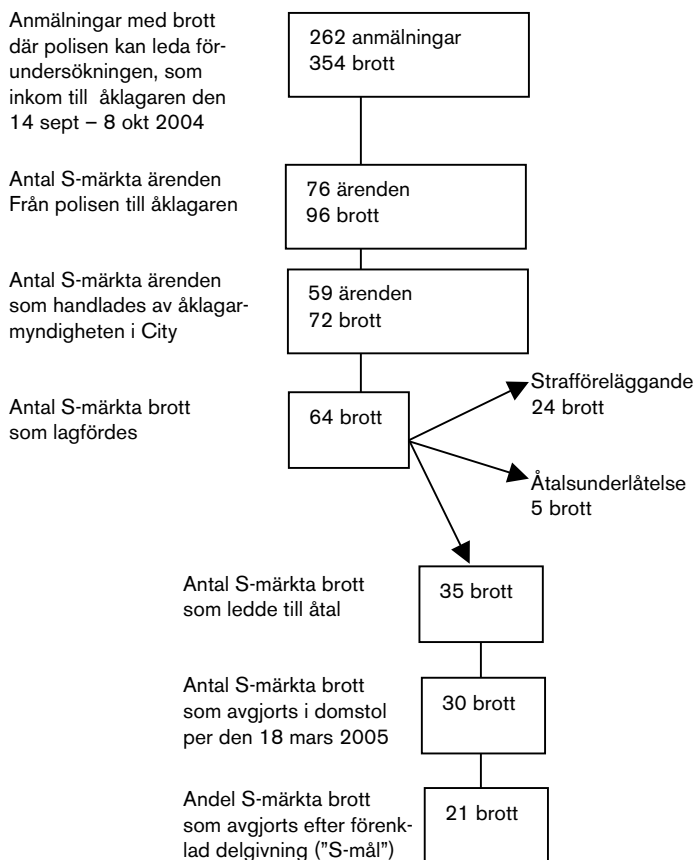 Anmälningar med brott
där polisen kan leda för-
undersökningen, som
inkom till åklagaren den
14 sept – 8 okt 2004
262 anmälningar
354 brott
Antal S-märkta ärenden
Från polisen till åklagaren
76 ärenden
96 brott
Antal S-märkta ärenden
som handlades av åklagar-
myndigheten i City
59 ärenden
72 brott
Antal S-märkta brott
som lagfördes
64 brott
Strafföreläggande
24 brott
Åtalsunderlåtelse
5 brott
Antal S-märkta brott
som ledde till åtal
35 brott
Antal S-märkta brott
som avgjorts i domstol
per den 18 mars 2005
30 brott
Andel S-märkta brott
som avgjorts efter förenk-
lad delgivning ("S-mål")
21 brott